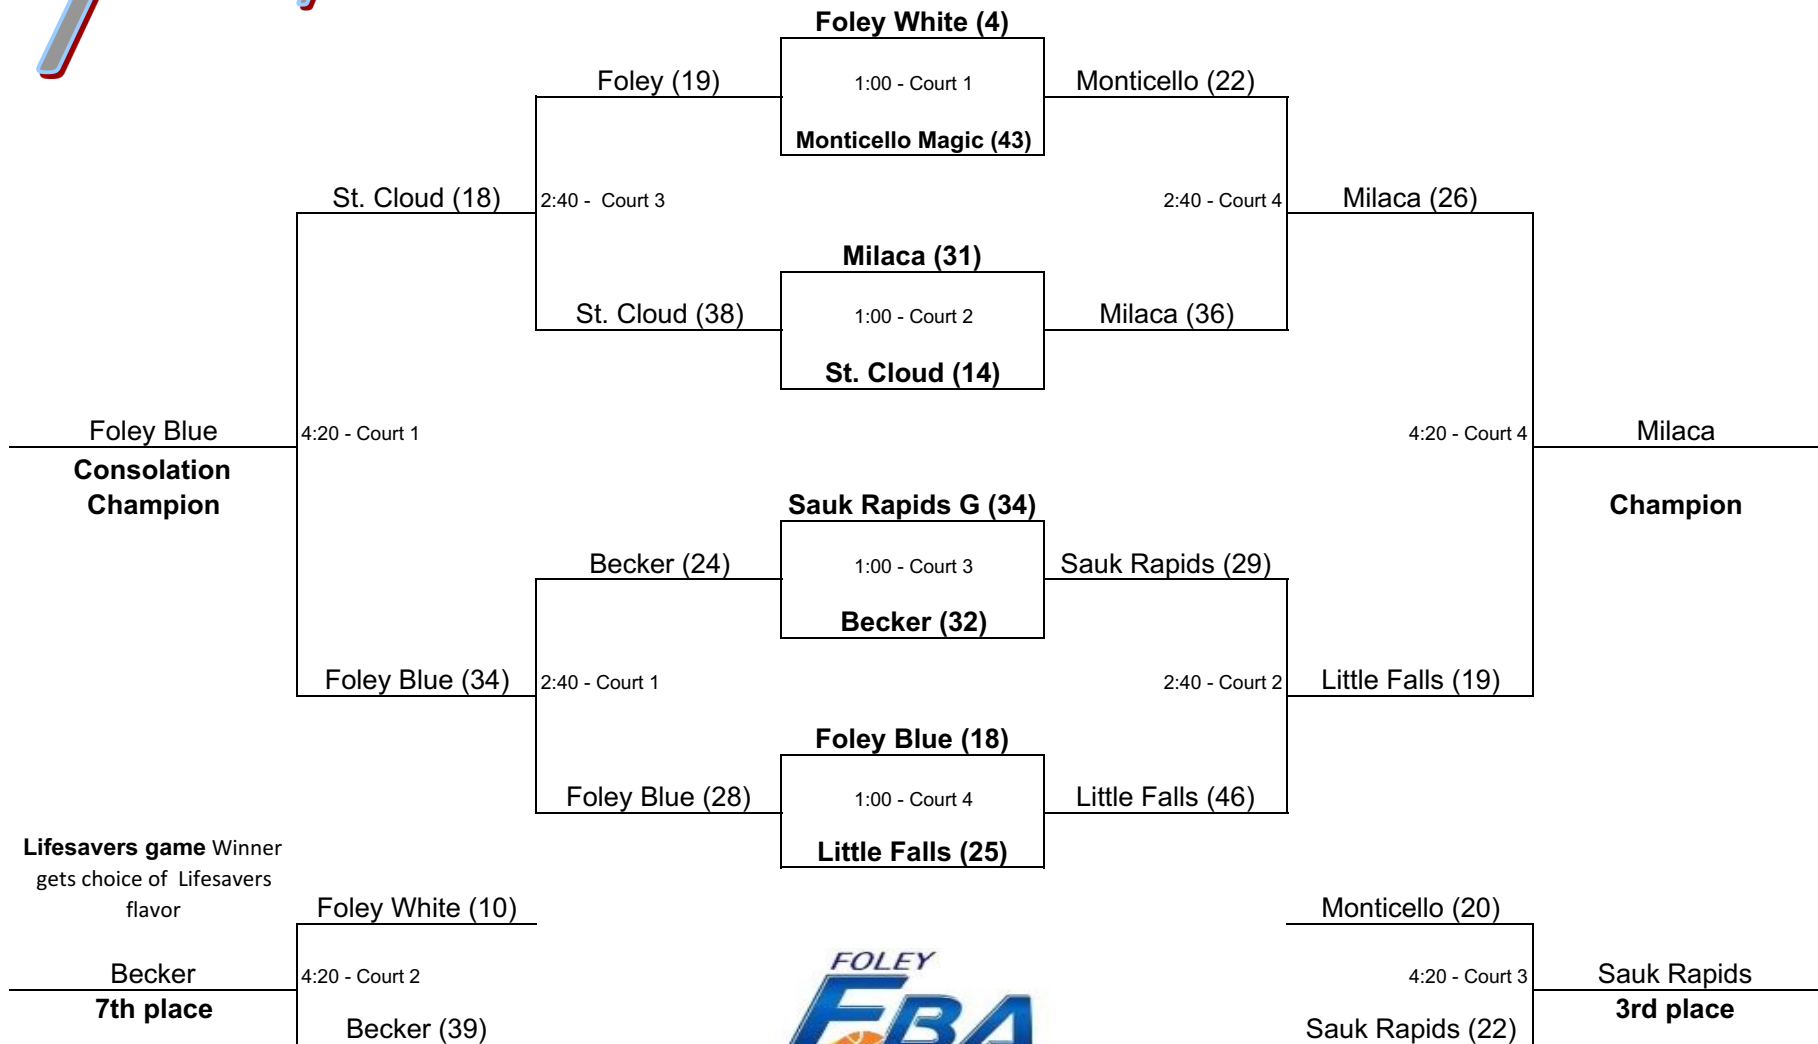 Foley White (4)
Foley (19)
1:00 - Court 1
Monticello (22)
Monticello Magic (43)
St. Cloud (18)
2:40 -  Court 3
2:40 - Court 4
Milaca (26)
Milaca (31)
St. Cloud (38)
1:00 - Court 2
Milaca (36)
St. Cloud (14)
Foley Blue
4:20 - Court 1
4:20 - Court 4
Milaca
Consolation
Champion
Champion
Sauk Rapids G (34)
Becker (24)
1:00 - Court 3
Sauk Rapids (29)
Becker (32)
Foley Blue (34)
2:40 - Court 1
2:40 - Court 2
Little Falls (19)
Foley Blue (18)
Foley Blue (28)
1:00 - Court 4
Little Falls (46)
Little Falls (25)
Lifesavers game Winner
gets choice of  Lifesavers
flavor
Foley White (10)
Monticello (20)
Becker
4:20 - Court 2
4:20 - Court 3
Sauk Rapids
7th place
3rd place
Becker (39)
Sauk Rapids (22)
FOLEY
FBA